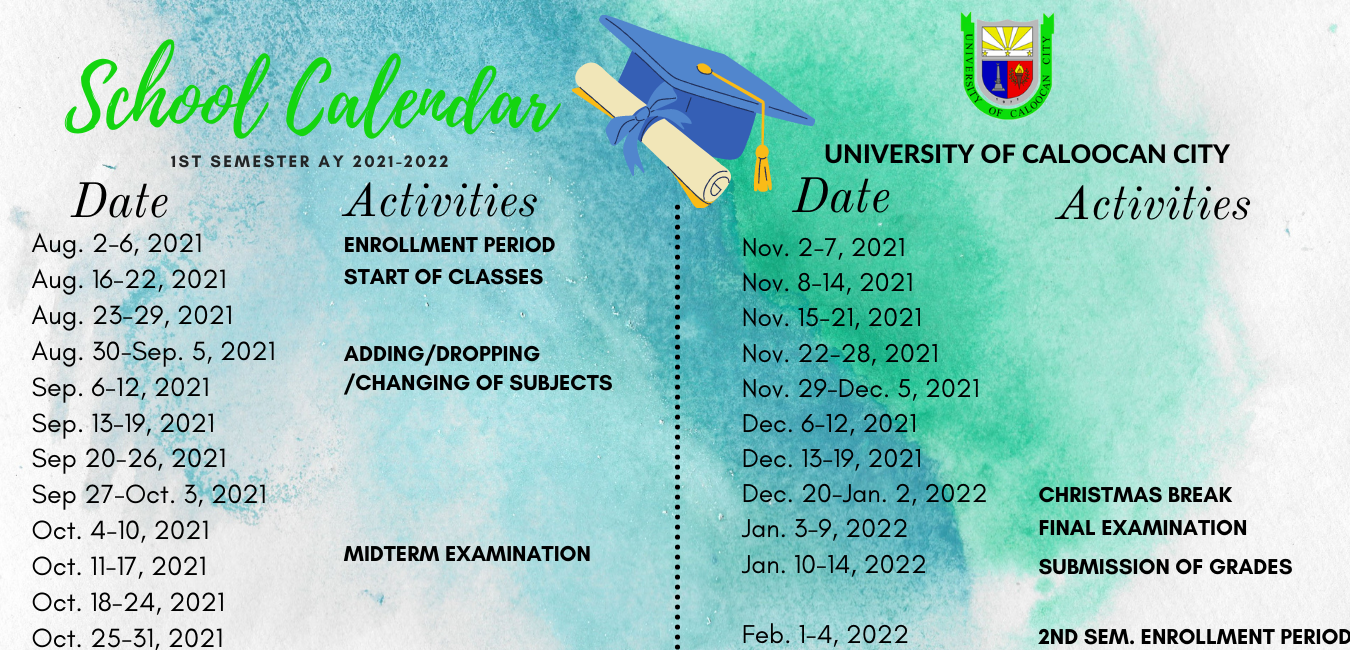 School Calendar
1ST SEMESTER AY 2021-2022
Date Activities
Aug. 2-6, 2021 ENROLLMENT PERIOD
Aug. 16-22, 2021 START OF CLASSES
Aug. 23-29, 2021
Aug. 30-Sep. 5, 2021 ADDING/DROPPING
Sep. 6-12, 2021 /CHANGING OF SUBJECTS
Sep. 13-19, 2021
Sep 20-26, 2021
Sep 27-Oct. 3, 2021
Oct. 4-10, 2021
MIDTERM EXAMINATION
Oct. 11-17, 2021
Oct. 18-24, 2021
Oct. 25-31, 2021
UNIVERSITY OF CALOOCAN CITY
UNIVERSITY OF CALOOCAN CITY
Date Activities
Nov. 2-7, 2021
Nov. 8-14, 2021
Nov. 15-21, 2021
Nov. 22-28, 2021
Nov. 29-Dec. 5, 2021
Dec. 6-12, 2021
Dec. 13-19, 2021
Dec. 20-Jan. 2, 2022 CHRISTMAS BREAK
Jan. 3-9, 2022 FINAL EXAMINATION
Jan. 10-14, 2022 SUBMISSION OF GRADES
Feb. 1-4, 2022 2ND SEM. ENROLLMENT PERIOD